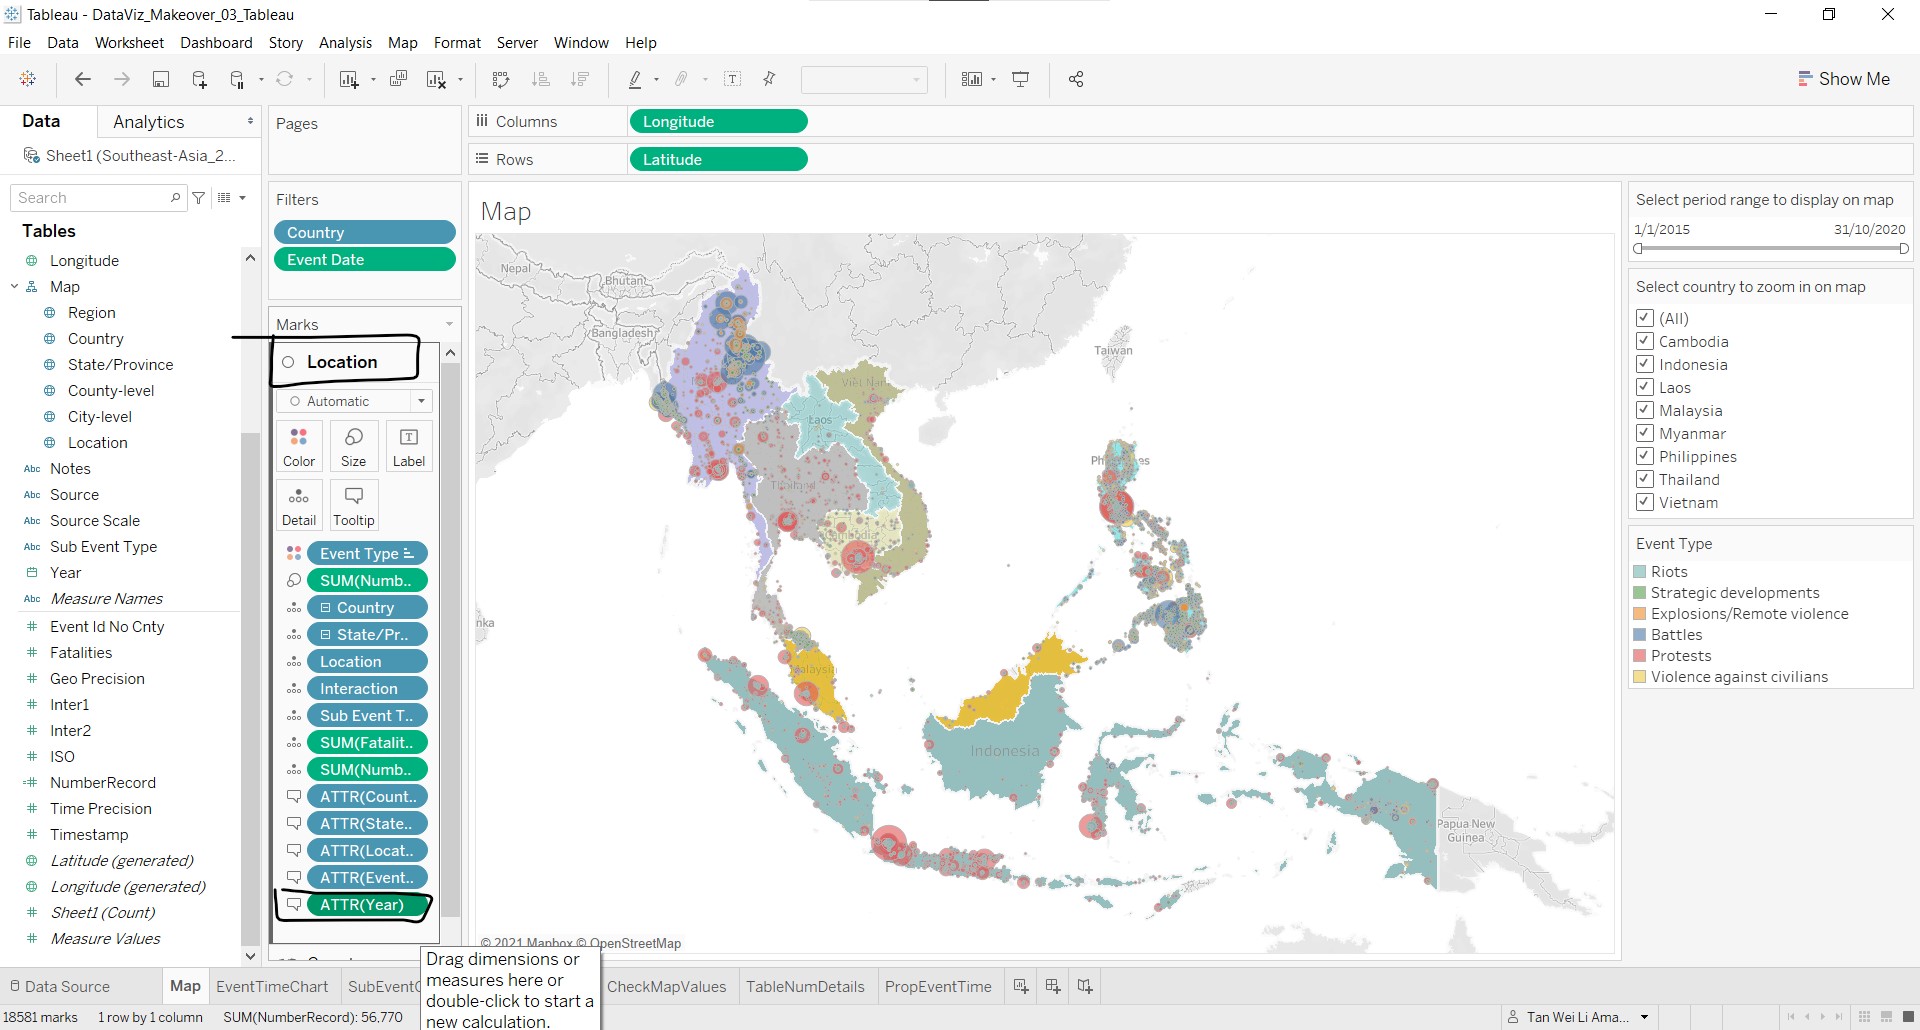 Tableau - DataViz_Makeover_03_Tableau
File Data Worksheet Dashboard Story Analysis Map Format Server Window Help
Show Me
Data Analytics
Sheet1 (Southeast-Asia_2...
Search
Tables
Longitude
Map
Region
Country
State/Province
County-level
City-level
Location
Abc Notes
Abc Source
Abc Source Scale
Abc Sub Event Type
Year
Abc Measure Names
# Event Id No Cnty
# Fatalities
# Geo Precision
# Inter1
# Inter2
# ISO
=# NumberRecord
# Time Precision
# Timestamp
Latitude (generated)
Longitude (generated)
# Sheet1 (Count)
# Measure Values
Pages
Filters
Country
Event Date
Marks
Location
Automatic
Color Size Label
Detail Tooltip
Event Type
SUM(Numb..
Country
State/Pr..
Location
Interaction
Sub Event T..
SUM(Fatalit..
SUM(Numb..
ATTR(Count..
ATTR(State..
ATTR(Locat..
ATTR(Event..
ATTR(Year)
Columns Longitude
Rows Latitude
Map
Nepal
Bhutan
Bangladesh
Taiwan
Viet Nam
Laos
Thailand
Cambodia
Philippines
nka
Malaysia
Indonesia
Papua New
Guinea
© 2021 Mapbox © OpenStreetMap
Select period range to display on map
1/1/2015 31/10/2020
Select country to zoom in on map
(All)
Cambodia
Indonesia
Laos
Malaysia
Myanmar
Philippines
Thailand
Vietnam
Event Type
Riots
Strategic developments
Explosions/Remote violence
Battles
Protests
Violence against civilians
Drag dimensions or
measures here or
double-click to start a
new calculation.
Data Source Map EventTimeChart SubEventC CheckMapValues TableNumDetails PropEventTime
18581 marks 1 row by 1 column SUM(NumberRecord): 56,770 Tan Wei Li Ama...